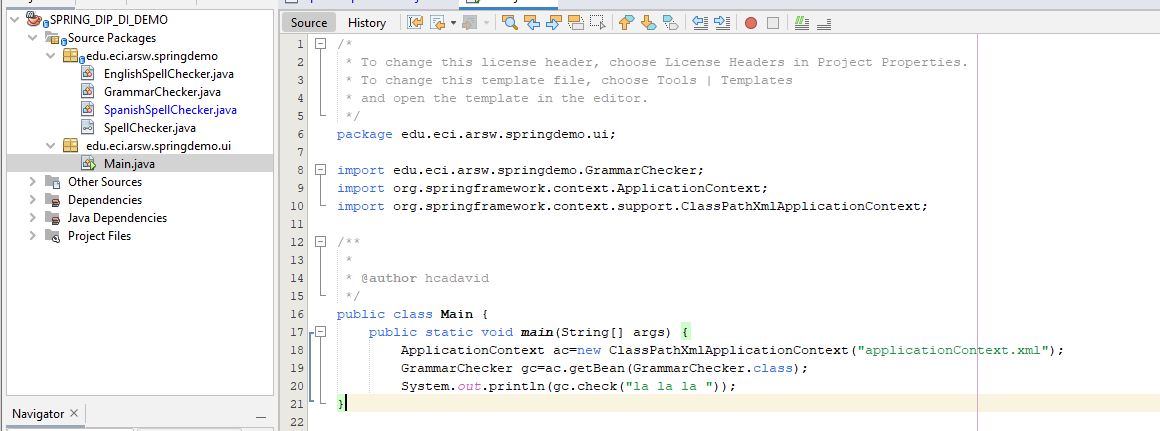 SPRING_DIP_DI_DEMO
Source Packages
edu.eci.arsw.springdemo
EnglishSpellChecker.java
GrammarChecker.java
SpanishSpellChecker.java
SpellChecker.java
edu.eci.arsw.springdemo.ui
Main.java
Other Sources
Dependencies
Java Dependencies
Project Files
Navigator
Source History
1 /*
2 * To change this license header, choose License Headers in Project Properties.
3 * To change this template file, choose Tools | Templates
4 * and open the template in the editor.
5 */
6 package edu.eci.arsw.springdemo.ui;
7
8 import edu.eci.arsw.springdemo.GrammarChecker;
9 import org.springframework.context.ApplicationContext;
10 import org.springframework.context.support.ClassPathXmlApplicationContext;
11
12 /**
13 *
14 * @author hcadavid
15 */
16 public class Main {
17 public static void main(String[] args) {
18 ApplicationContext ac=new ClassPathXmlApplicationContext("applicationContext.xml");
19 GrammarChecker gc=ac.getBean(GrammarChecker.class);
20 System.out.println(gc.check("la la la "));
21 }
22